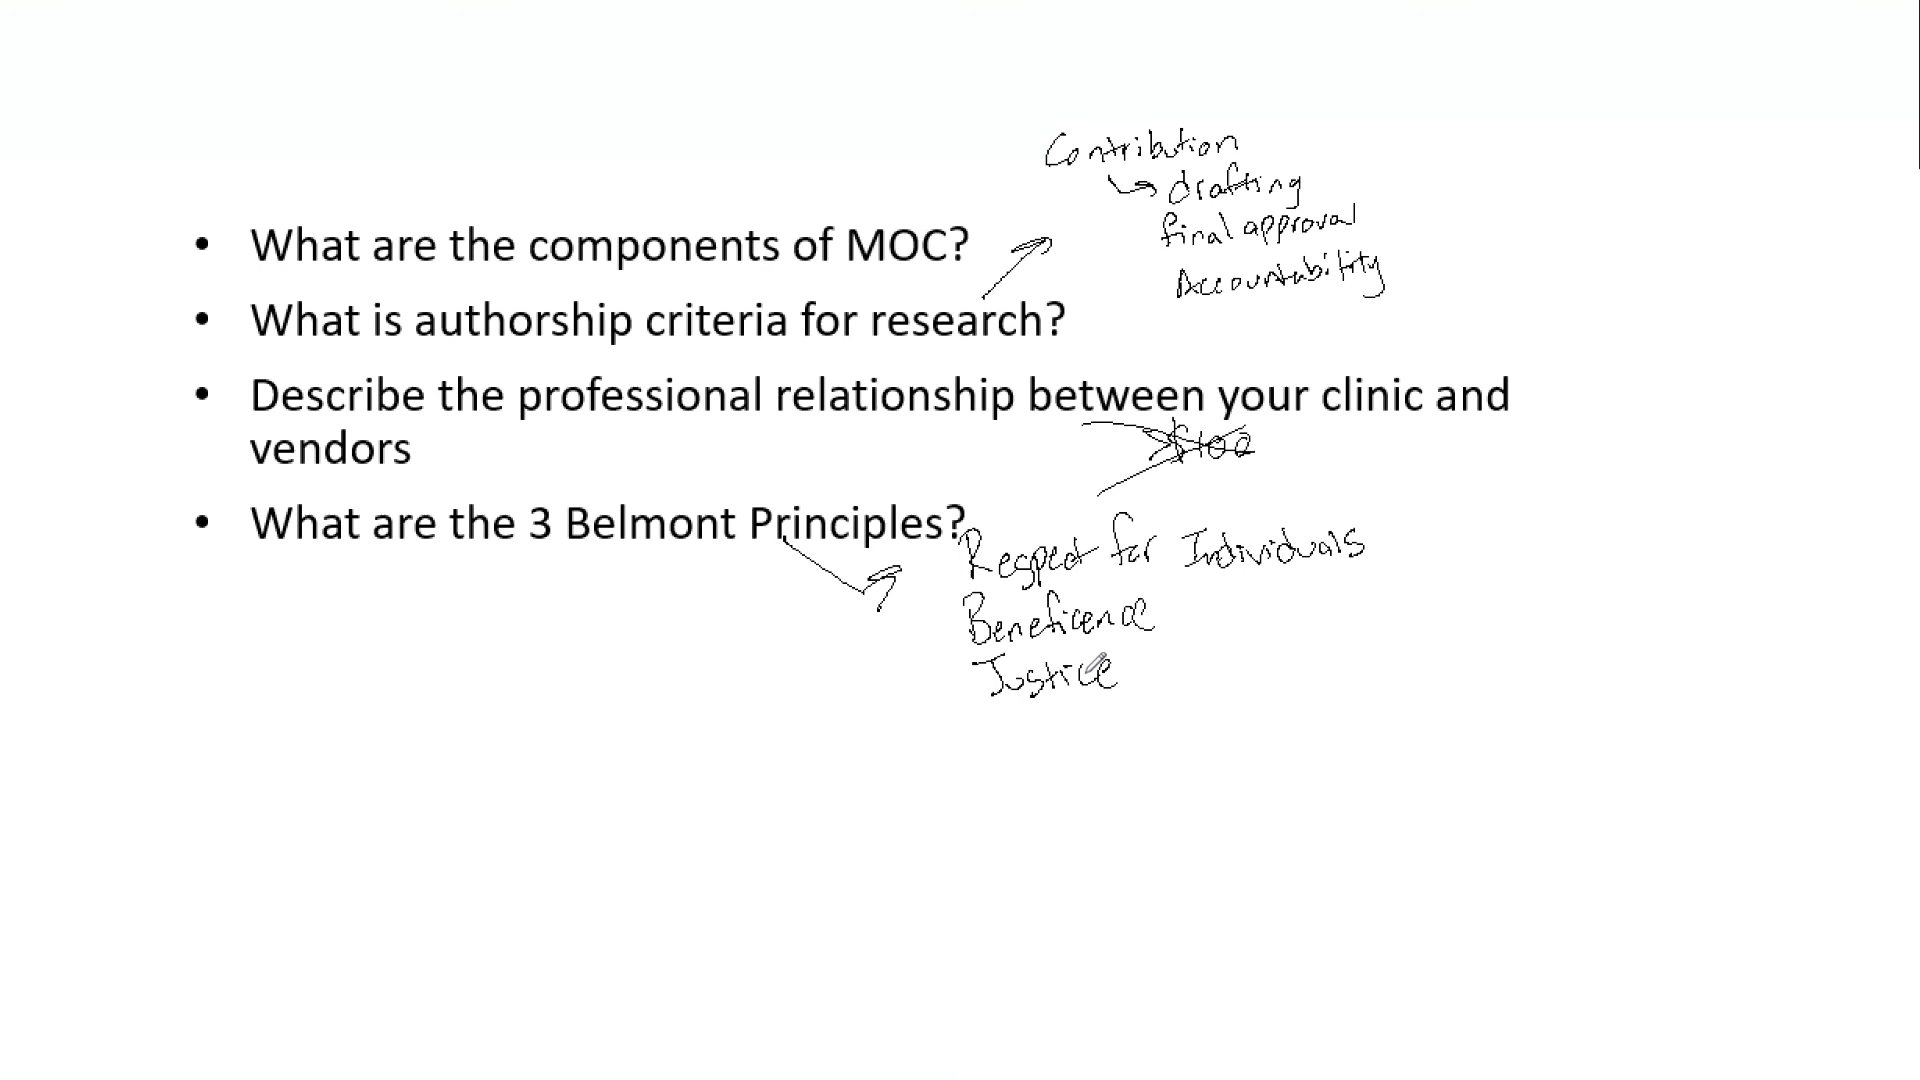 Contribution
drafting
final approval
Accountability
• What are the components of MOC?
• What is authorship criteria for research?
• Describe the professional relationship between your clinic and
vendors
$100
• What are the 3 Belmont Principles?
Respect for Individuals
Beneficence
Justice